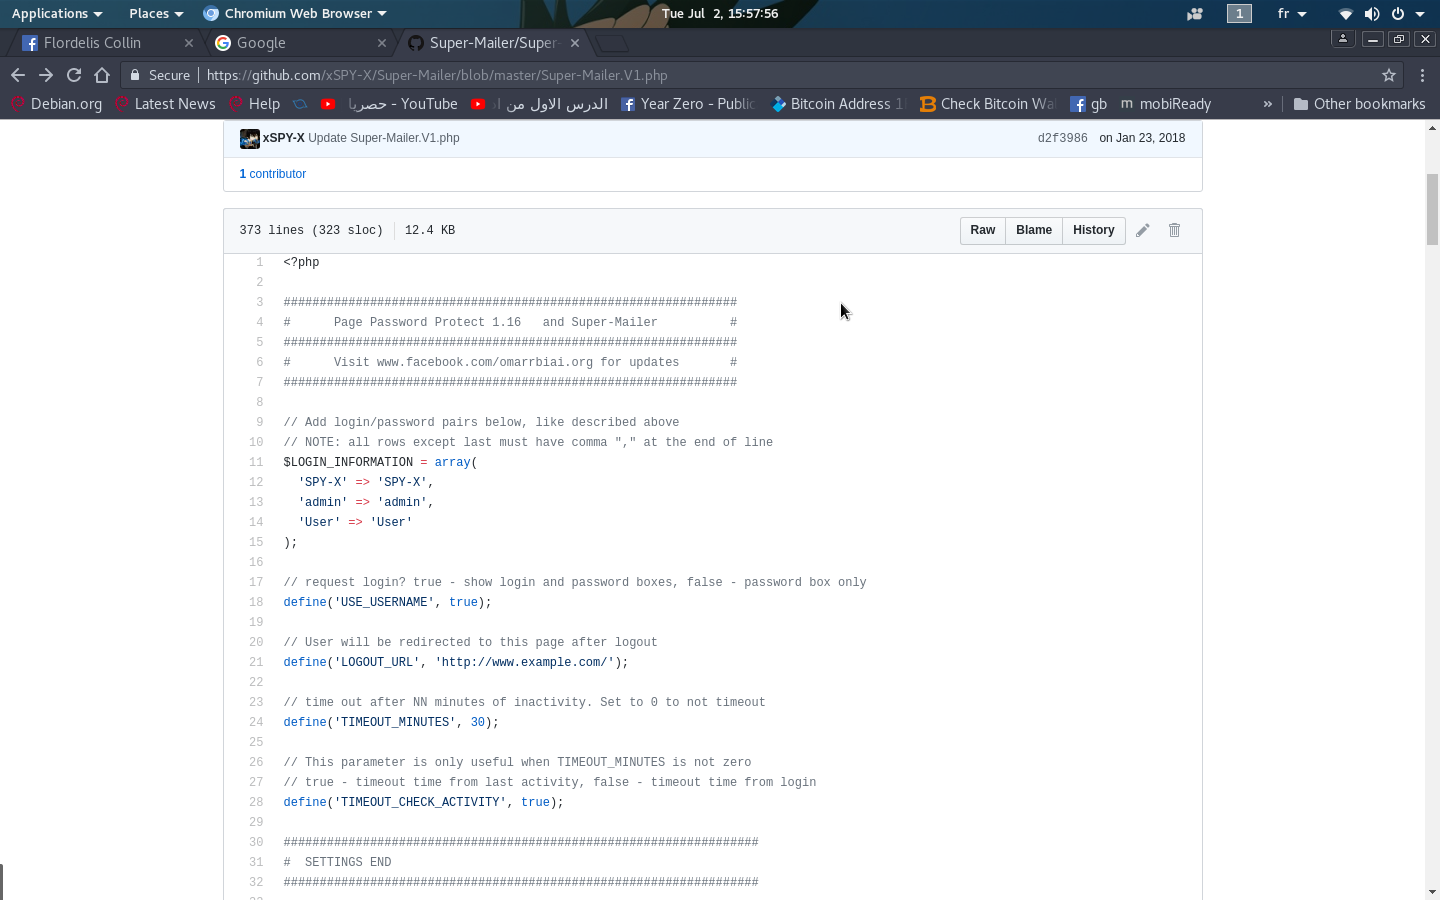 Applications Places Chromium Web Browser Tue Jul 2, 15:57:56 1 fr
Flordelis Collin Google Super-Mailer/Super-
Secure https://github.com/xSPY-X/Super-Mailer/blob/master/Super-Mailer.V1.php
Debian.org Latest News Help حصريا - YouTube الدرس الاول من Year Zero - Public Bitcoin Address 1 Check Bitcoin Wal gb mobiReady » Other bookmarks
xSPY-X Update Super-Mailer.V1.php d2f3986 on Jan 23, 2018
1 contributor
373 lines (323 sloc) 12.4 KB Raw Blame History
1 <?php
2
3 ###############################################################
4 #      Page Password Protect 1.16   and Super-Mailer          #
5 ###############################################################
6 #      Visit www.facebook.com/omarrbiai.org for updates       #
7 ###############################################################
8
9 // Add login/password pairs below, like described above
10 // NOTE: all rows except last must have comma "," at the end of line
11 $LOGIN_INFORMATION = array(
12   'SPY-X' => 'SPY-X',
13   'admin' => 'admin',
14   'User' => 'User'
15 );
16
17 // request login? true - show login and password boxes, false - password box only
18 define('USE_USERNAME', true);
19
20 // User will be redirected to this page after logout
21 define('LOGOUT_URL', 'http://www.example.com/');
22
23 // time out after NN minutes of inactivity. Set to 0 to not timeout
24 define('TIMEOUT_MINUTES', 30);
25
26 // This parameter is only useful when TIMEOUT_MINUTES is not zero
27 // true - timeout time from last activity, false - timeout time from login
28 define('TIMEOUT_CHECK_ACTIVITY', true);
29
30 ##################################################################
31 #  SETTINGS END
32 ##################################################################